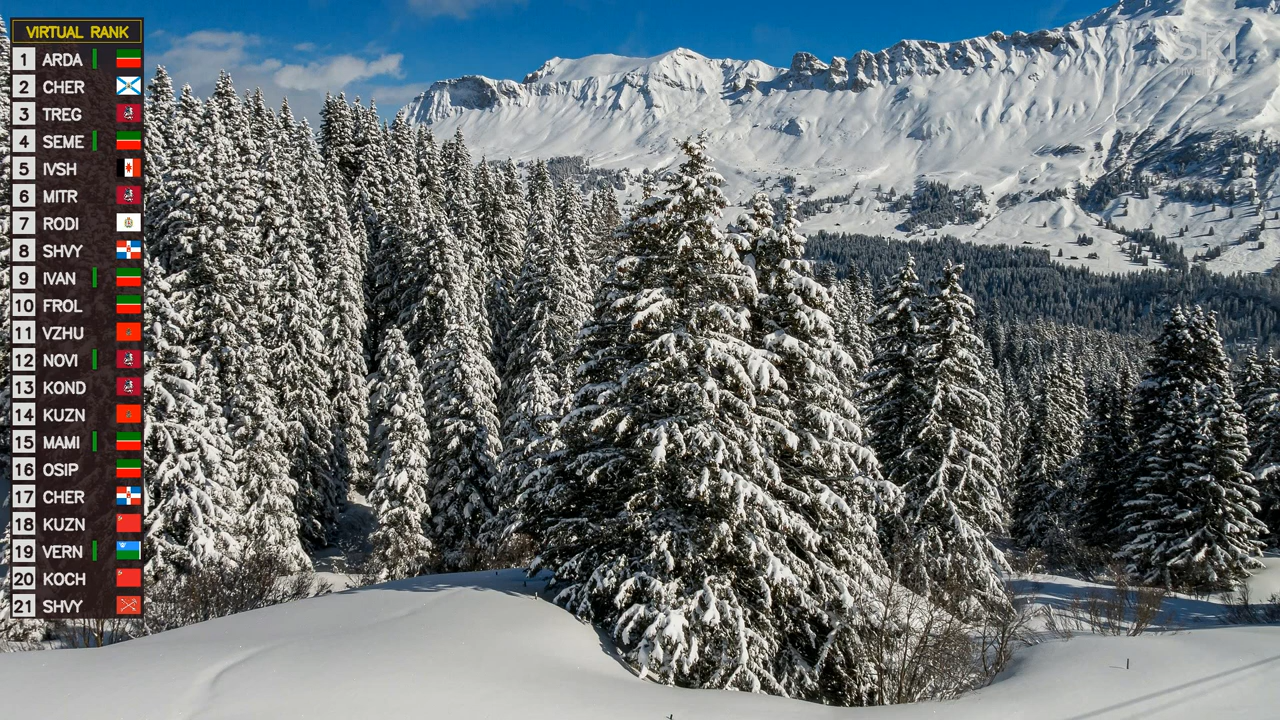 VIRTUAL RANK
1 ARDA
2 CHER
3 TREG
4 SEME
5 IVSH
6 MITR
7 RODI
8 SHVY
9 IVAN
10 FROL
11 VZHU
12 NOVI
13 KOND
14 KUZN
15 MAMI
16 OSIP
17 CHER
18 KUZN
19 VERN
20 KOCH
21 SHVY
SKI